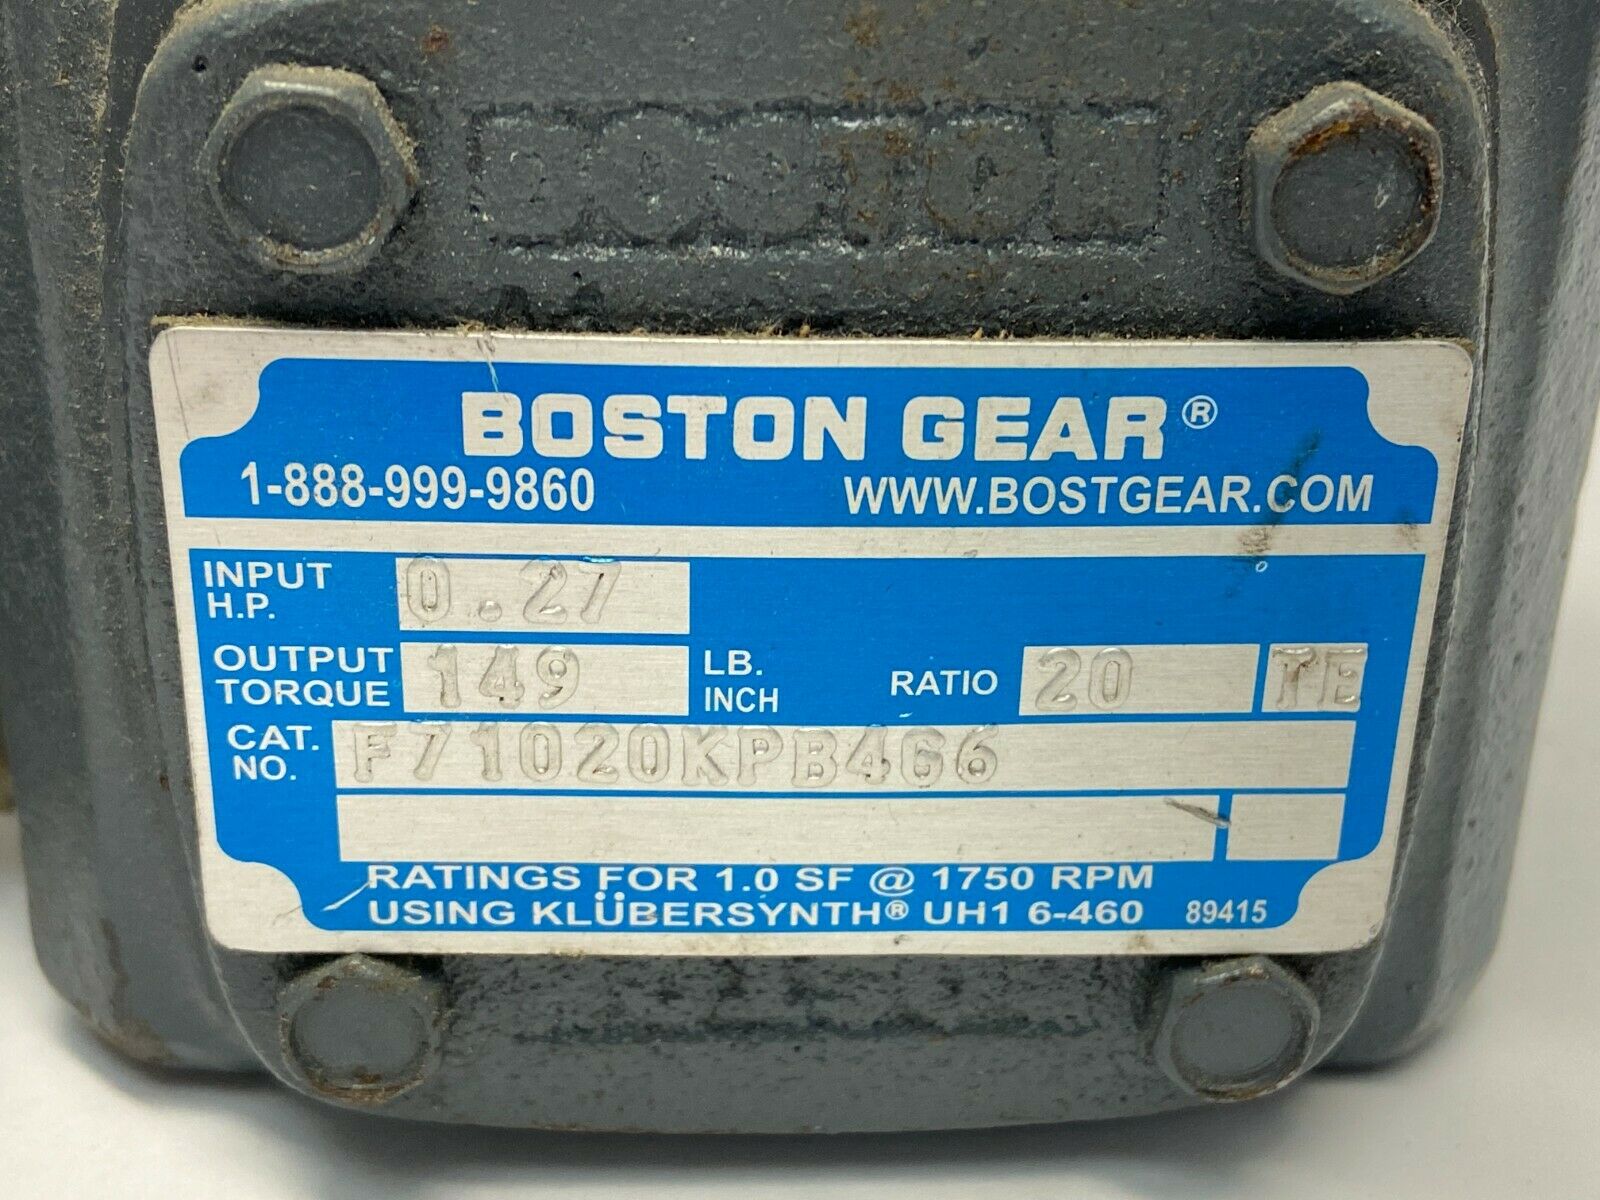 BOSTON
BOSTON GEAR®
1-888-999-9860 WWW.BOSTGEAR.COM
INPUT H.P. 0.27
OUTPUT TORQUE 149 LB. INCH RATIO 20 TE
CAT. NO. F71020KPB4G6
RATINGS FOR 1.0 SF @ 1750 RPM
USING KLÜBERSYNTH® UH1 6-460 89415